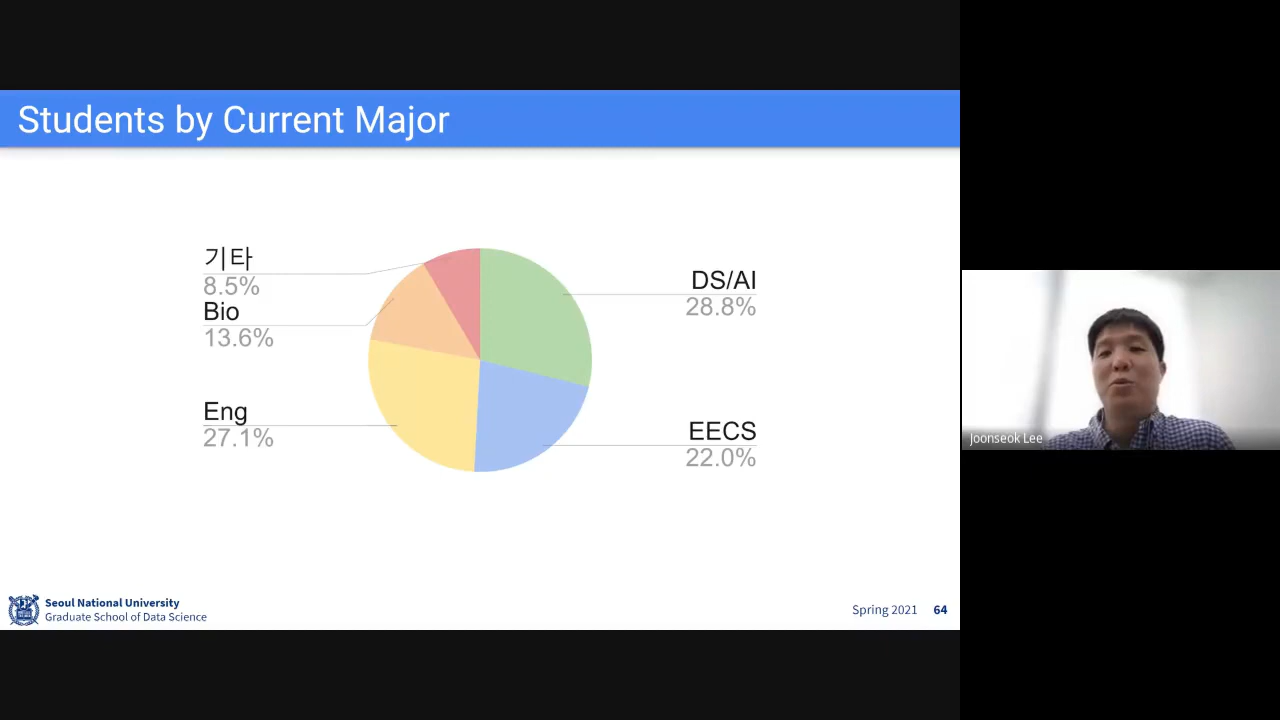 Students by Current Major
기타
8.5%
Bio
13.6%
Eng
27.1%
DS/AI
28.8%
EECS
22.0%
Joonseok Lee
Seoul National University
Graduate School of Data Science
Spring 2021 64